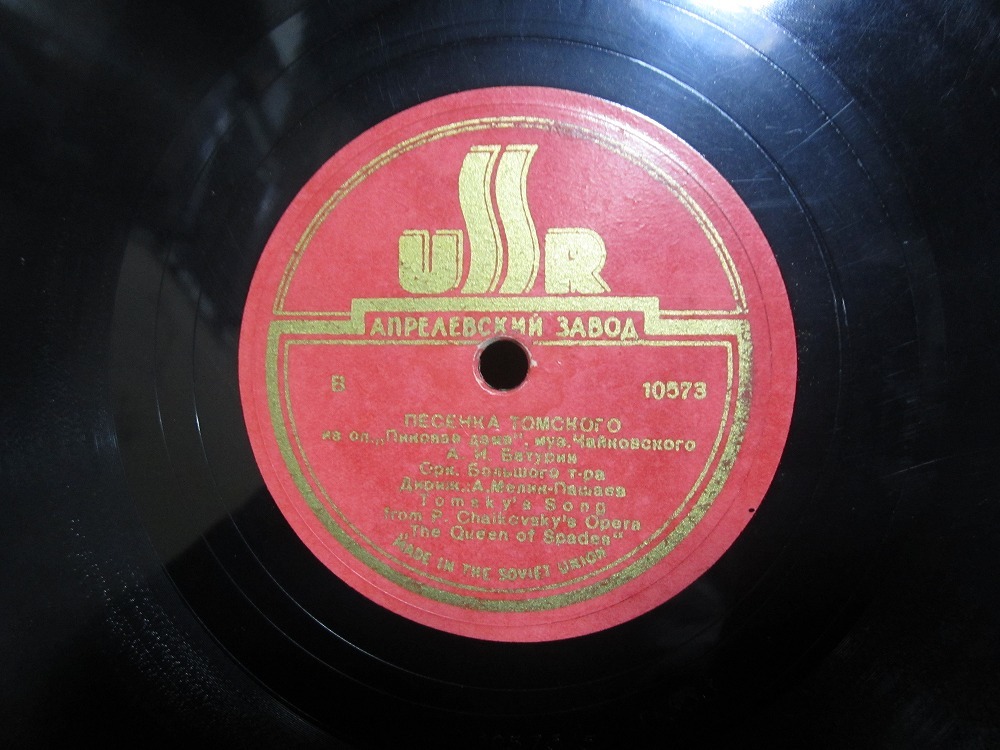 USSR
АПРЕЛЕВСКИЙ ЗАВОД
В 10573
ПЕСЕНКА ТОМСКОГО
из оп. „Пиковая дама", муз. Чайковского
А. И. Батурин
Орк. Большого т-ра
Дириж. А. Мелик-Пашаев
Tomsky's Song
from P. Chaikovsky's Opera
"The Queen of Spades"
MADE IN THE SOVIET UNION